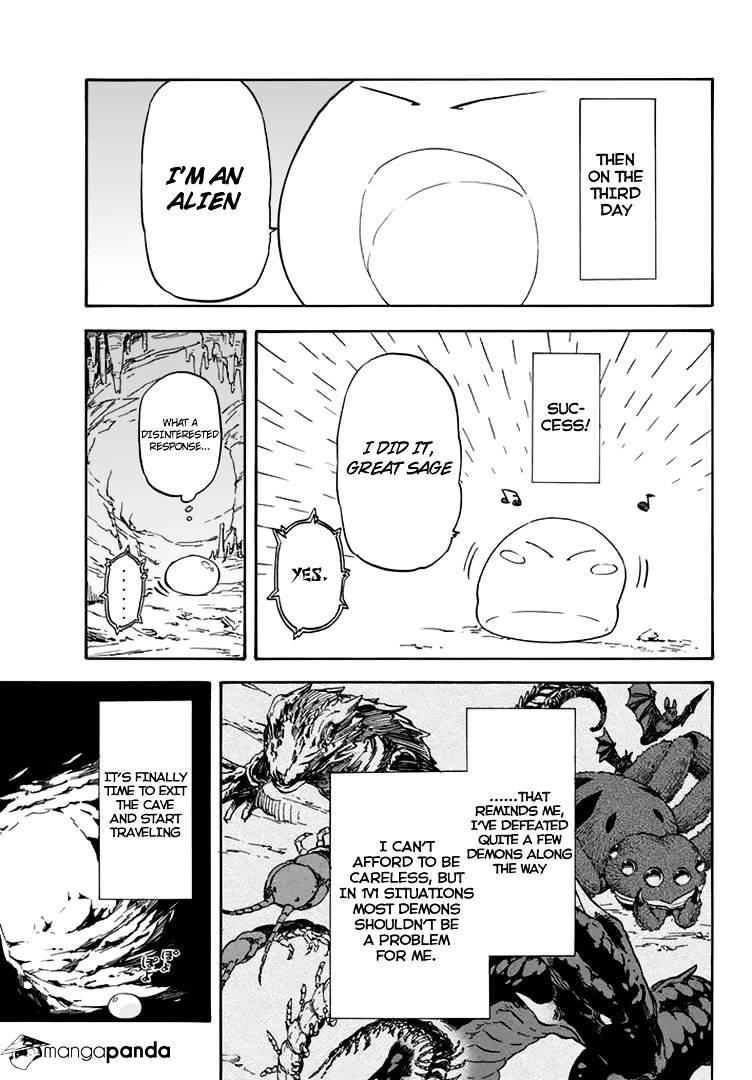 THEN
ON THE
THIRD
DAY
I'M AN
ALIEN
SUC-
CESS!
I DID IT,
GREAT SAGE
YES.
WHAT A
DISINTERESTED
RESPONSE...
......
......THAT
REMINDS ME,
I'VE DEFEATED
QUITE A FEW
DEMONS ALONG
THE WAY
I CAN'T
AFFORD TO BE
CARELESS, BUT
IN 1V1 SITUATIONS
MOST DEMONS
SHOULDN'T BE
A PROBLEM
FOR ME.
IT'S FINALLY
TIME TO EXIT
THE CAVE
AND START
TRAVELING
mangapanda